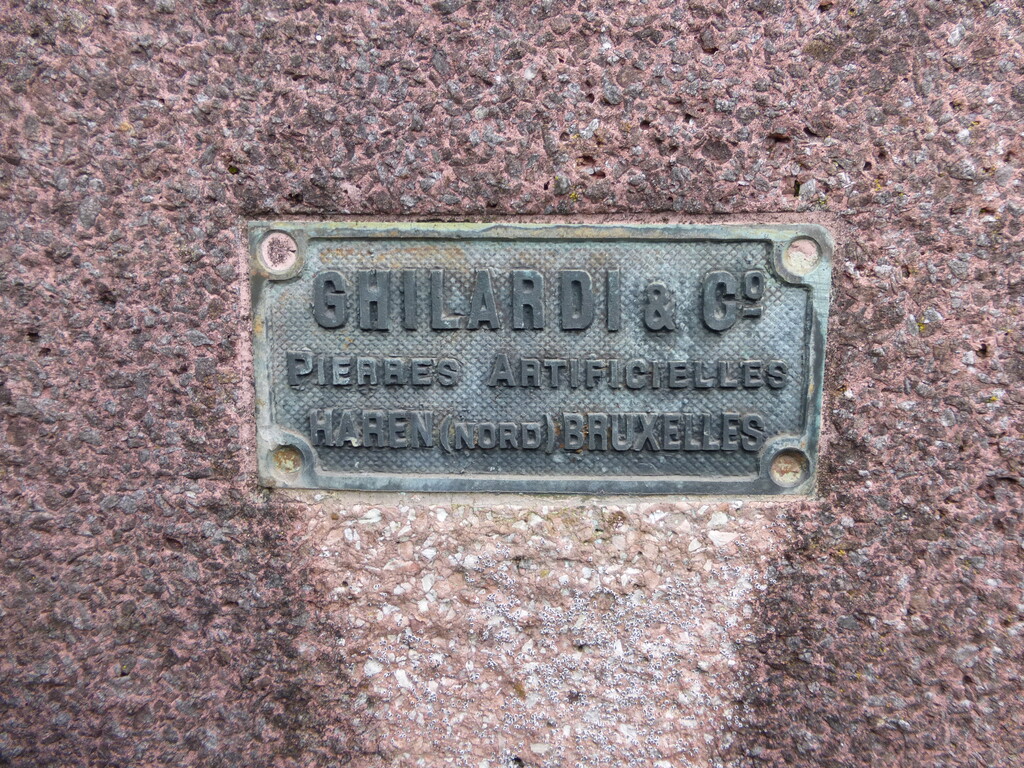 GHILARDI & Cº
PIERRES ARTIFICIELLES
HAREN (NORD) BRUXELLES